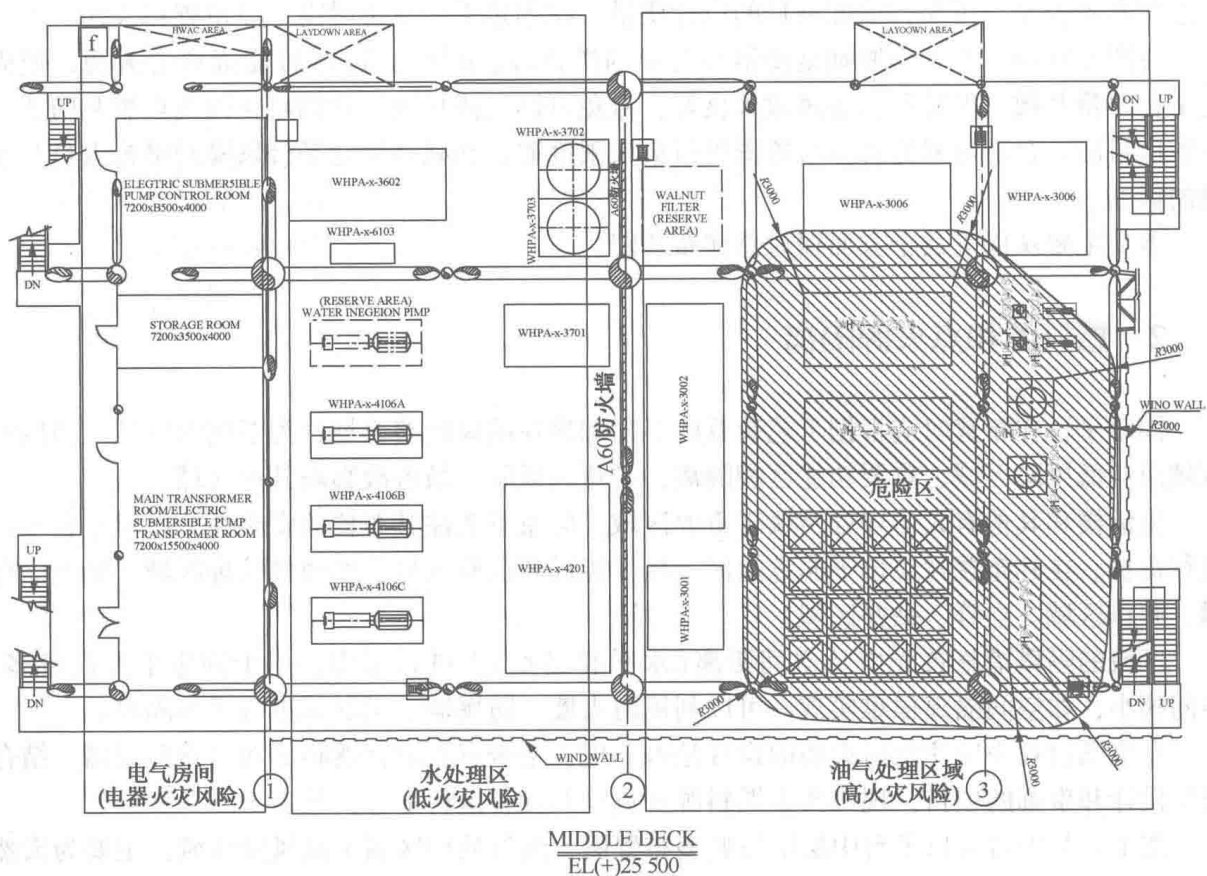 f
HWAC AREA
LAYDOWN AREA
LAYOOWN AREA
UP
ON
UP
WHPA-x-3702
ELEGTRIC SUBMER5IBLE
PUMP CONTROL ROOM
7200xB500x4000
WHPA-x-3602
WHPA-x-3703
A60防火墙
WALNUT
FILTER
(RESERVE
AREA)
R3000
WHPA-x-3006
R3000
WHPA-x-3006
WHPA-x-6103
DN
STORAGE ROOM
7200x3500x4000
(RESERVE AREA)
WATER INEGEION PIMP
WHPA-x-3701
A60防火墙
WHPA-x-3002
R3000
WINO WALL
R3000
WHPA-x-4106A
危险区
MAIN TRANSFORMER
ROOM/ELECTRIC
SUBMERSIBLE PUMP
TRANSFORMER ROOM
7200x15500x4000
WHPA-x-4106B
WHPA-x-4201
UP
WHPA-x-4106C
WHPA-x-3001
DN
R3000
DN
UP
R3000
R3000
WIND WALL
电气房间
(电器火灾风险)
1
水处理区
(低火灾风险)
2
油气处理区域
(高火灾风险)
3
MIDDLE DECK
EL(+)25 500